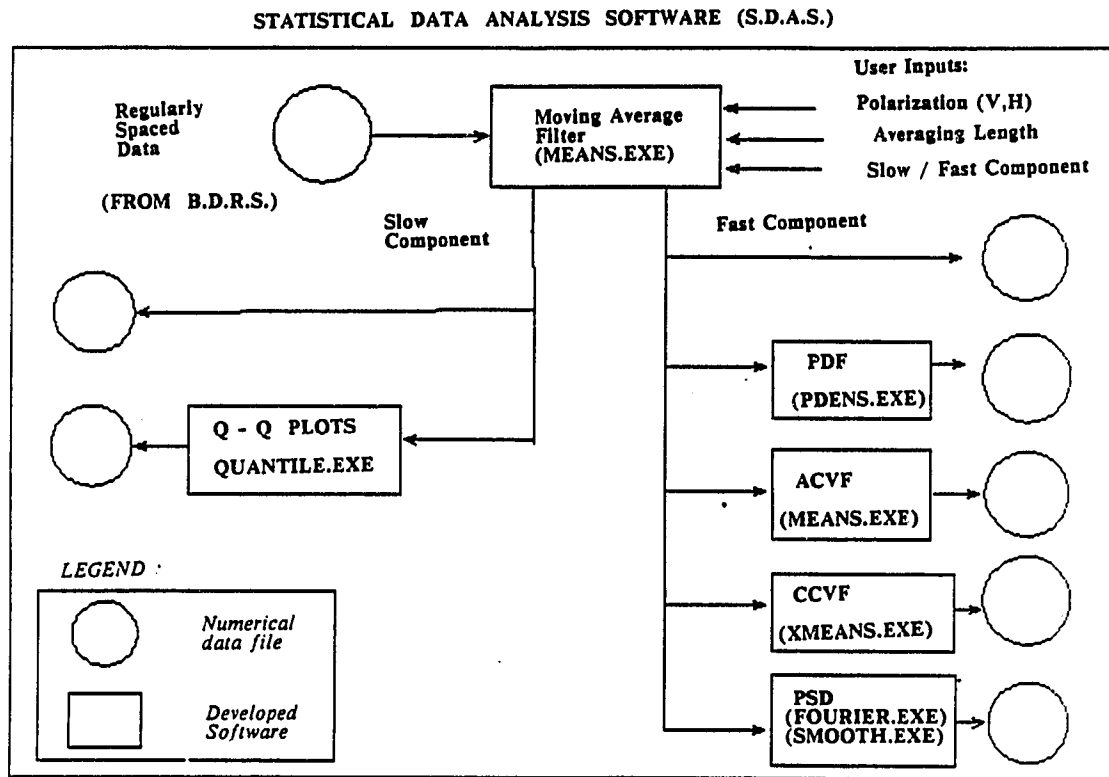 STATISTICAL DATA ANALYSIS SOFTWARE (S.D.A.S.)
Regularly
Spaced
Data
(FROM B.D.R.S.)
Moving Average
Filter
(MEANS.EXE)
User Inputs:
Polarization (V,H)
Averaging Length
Slow / Fast Component
Slow
Component
Fast Component
Q - Q PLOTS
QUANTILE.EXE
PDF
(PDENS.EXE)
ACVF
(MEANS.EXE)
CCVF
(XMEANS.EXE)
PSD
(FOURIER.EXE)
(SMOOTH.EXE)
LEGEND :
Numerical
data file
Developed
Software